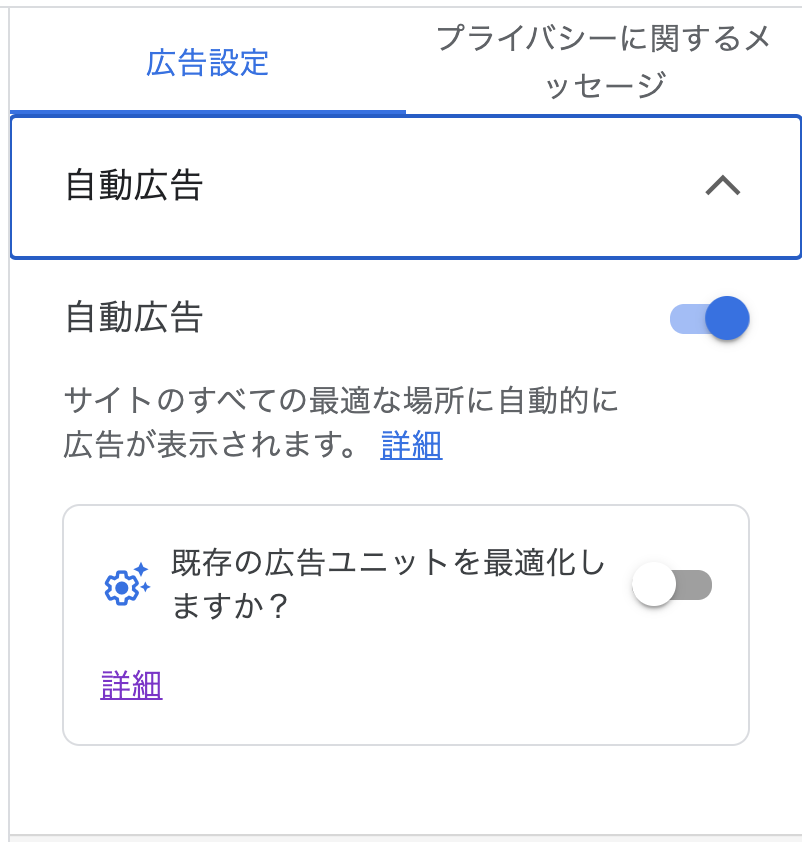 広告設定
プライバシーに関するメ
ッセージ
自動広告
自動広告
サイトのすべての最適な場所に自動的に
広告が表示されます。 詳細
既存の広告ユニットを最適化し
ますか？
詳細